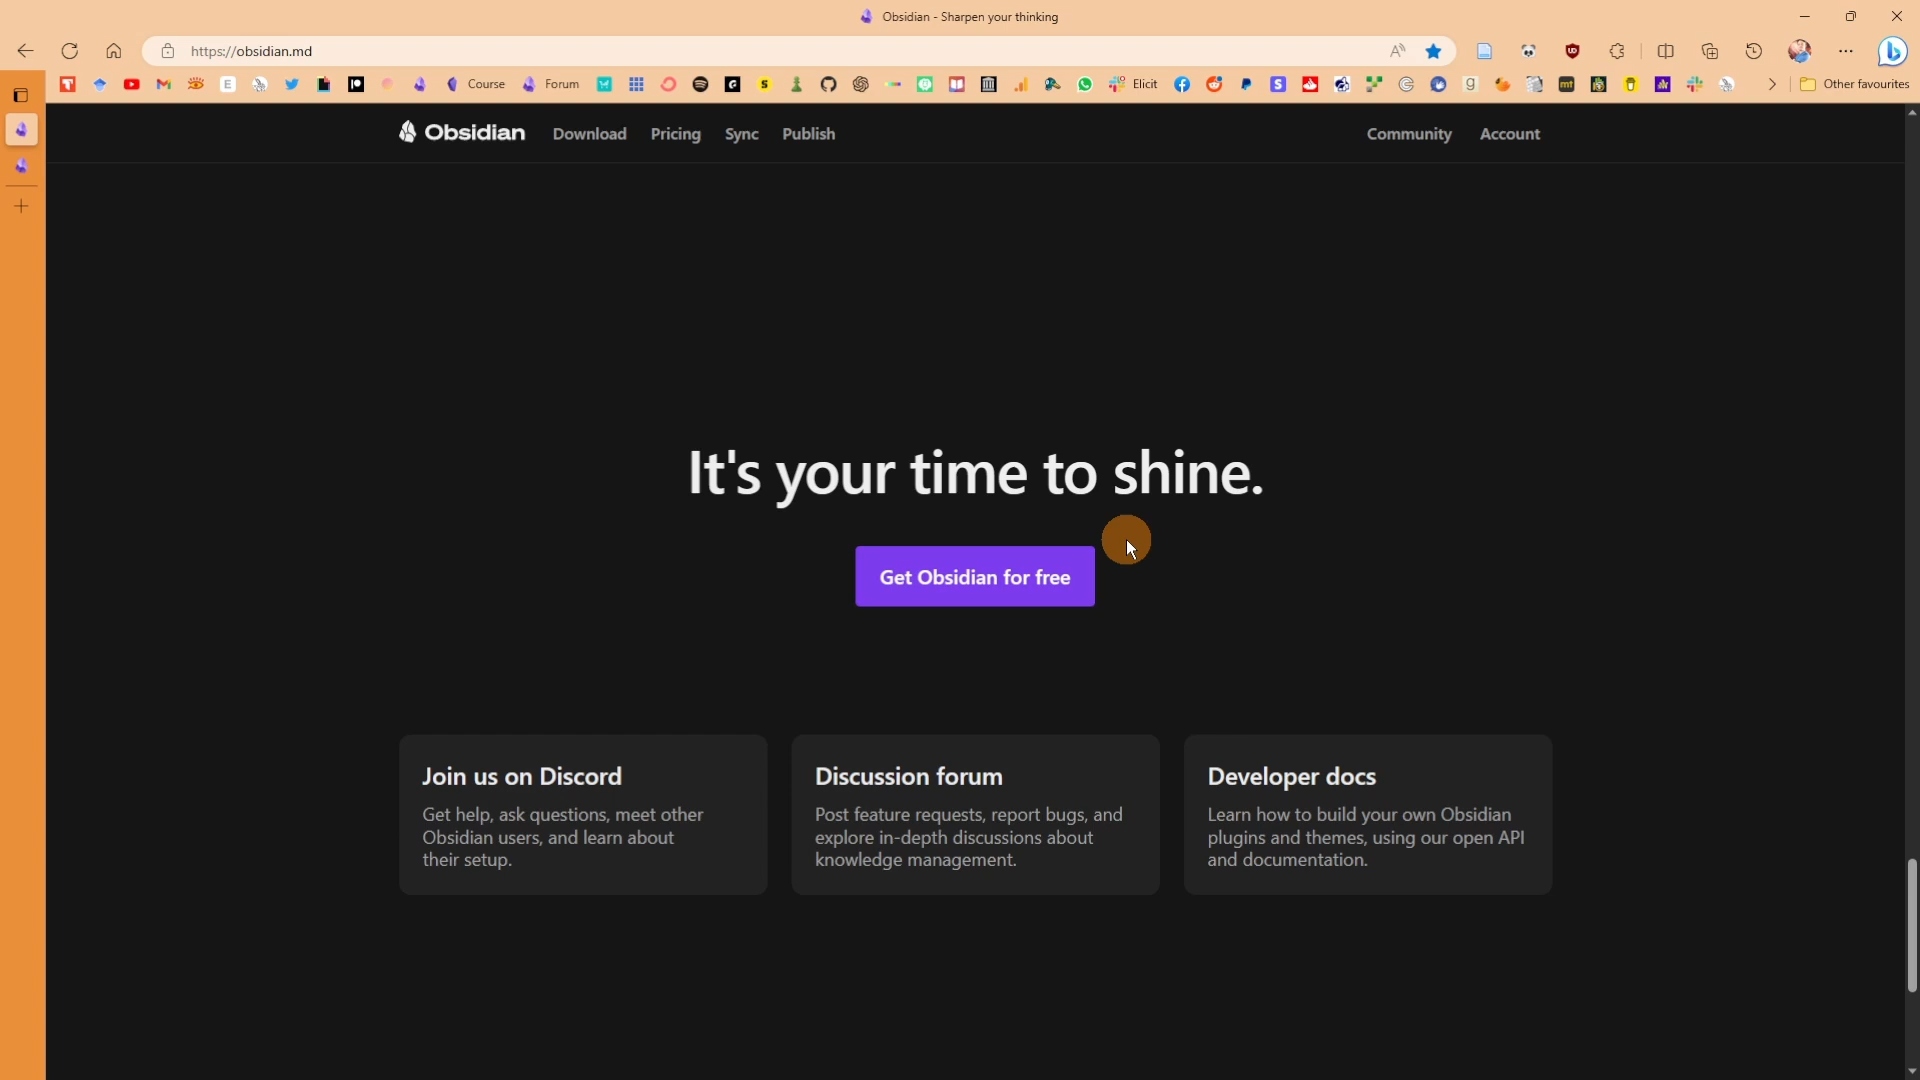 Obsidian - Sharpen your thinking
https://obsidian.md
Course
Forum
Elicit
Other favourites
Obsidian
Download
Pricing
Sync
Publish
Community
Account
It's your time to shine.
Get Obsidian for free
Join us on Discord
Get help, ask questions, meet other
Obsidian users, and learn about
their setup.
Discussion forum
Post feature requests, report bugs, and
explore in-depth discussions about
knowledge management.
Developer docs
Learn how to build your own Obsidian
plugins and themes, using our open API
and documentation.